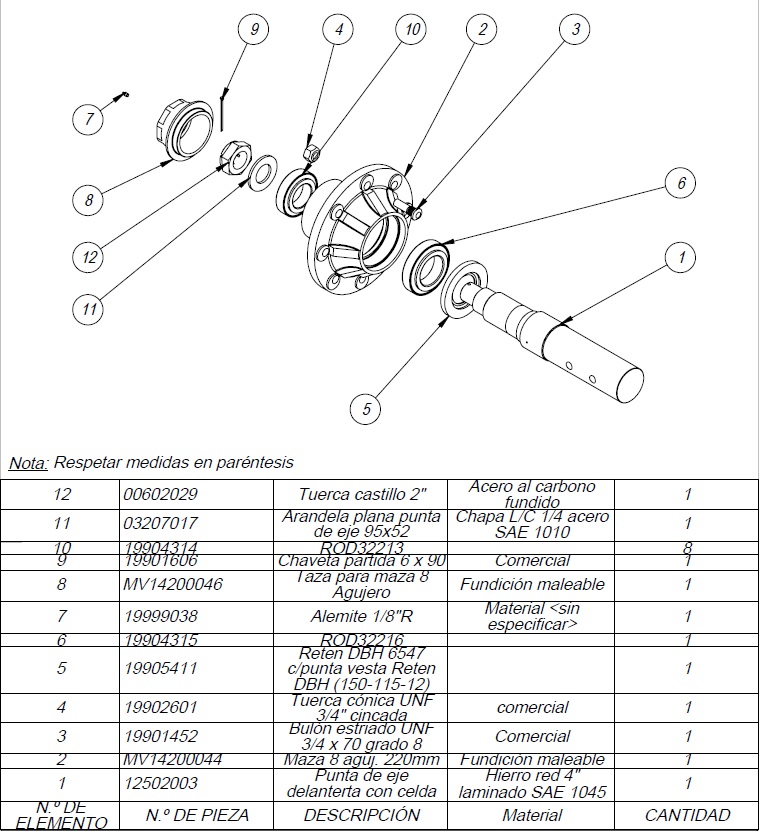 9
4
10
2
3
7
8
6
12
1
11
5
Nota: Respetar medidas en paréntesis
12 00602029 Tuerca castillo 2" Acero al carbono fundido 1
11 03207017 Arandela plana punta de eje 95x52 Chapa L/C 1/4 acero SAE 1010 1
10 19904314 ROD32213 8
9 19901606 Chaveta partida 6 x 90 Comercial 1
8 MV14200046 Taza para maza 8 Agujero Fundición maleable 1
7 19999038 Alemite 1/8"R Material <sin especificar> 1
6 19904315 ROD32216 1
5 19905411 Reten DBH 6547 c/punta vesta Reten DBH (150-115-12) 1
4 19902601 Tuerca cónica UNF 3/4" cincada comercial 1
3 19901452 Bulón estriado UNF 3/4 x 70 grado 8 Comercial 1
2 MV14200044 Maza 8 aguj. 220mm Fundición maleable 1
1 12502003 Punta de eje delanterta con celda Hierro red 4" laminado SAE 1045 1
N.º DE ELEMENTO N.º DE PIEZA DESCRIPCIÓN Material CANTIDAD